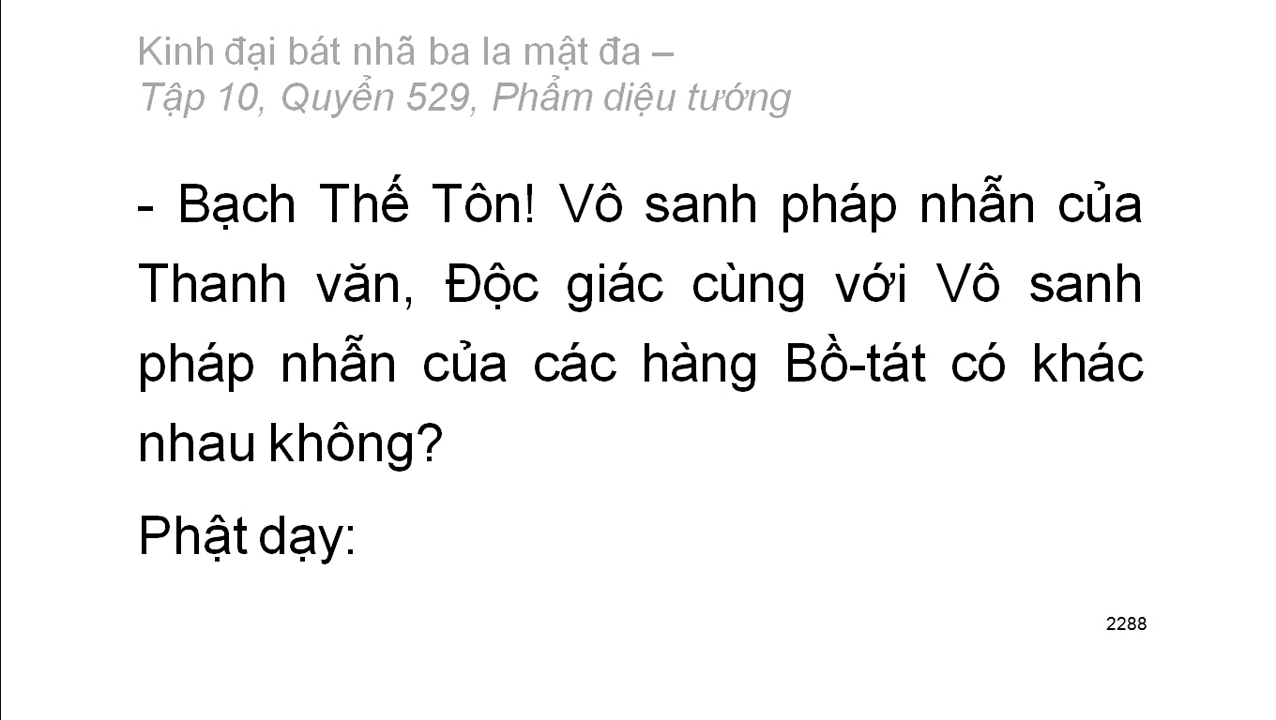 Kinh đại bát nhã ba la mật đa –
Tập 10, Quyển 529, Phẩm diệu tướng
- Bạch Thế Tôn! Vô sanh pháp nhẫn của
Thanh văn, Độc giác cùng với Vô sanh
pháp nhẫn của các hàng Bồ-tát có khác
nhau không?
Phật dạy:
2288